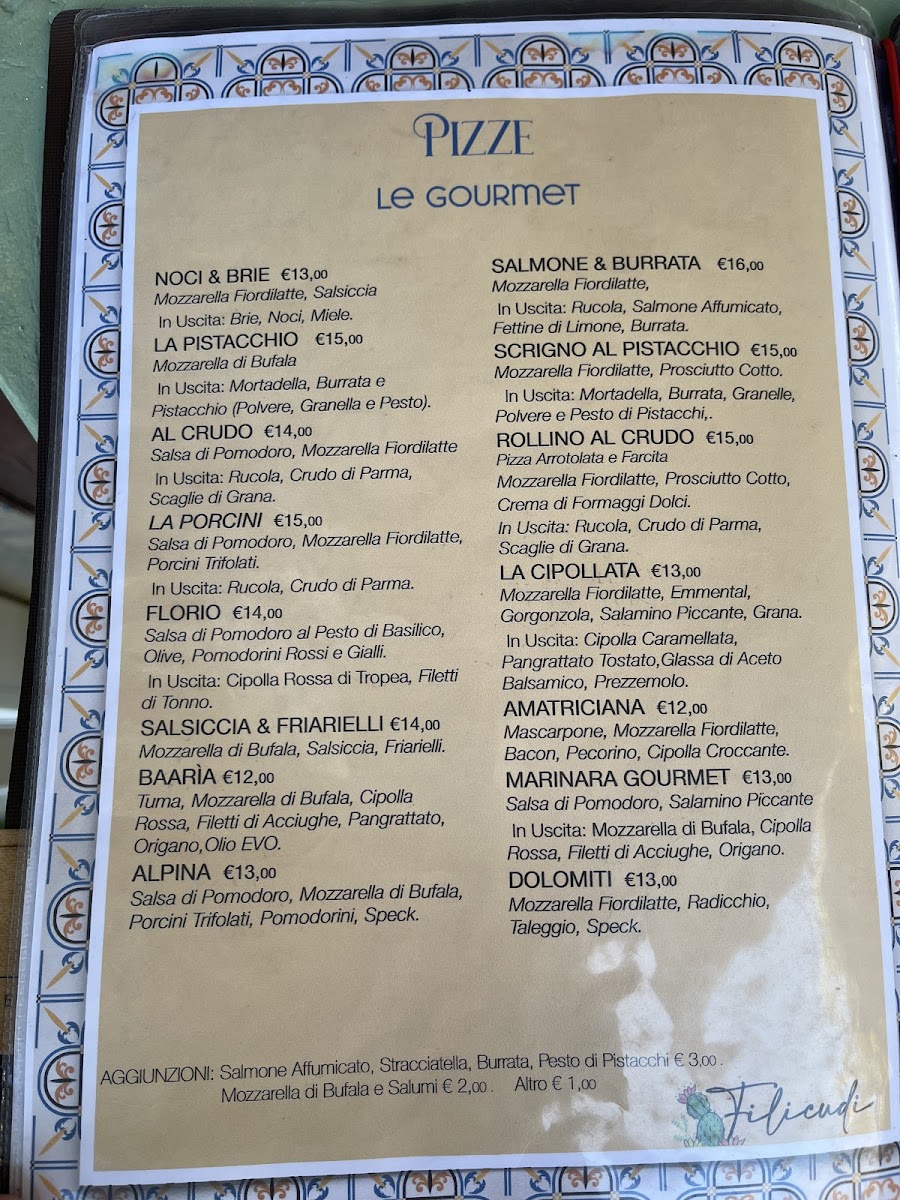 PIZZE
Le GOURMET
NOCI & BRIE €13,00
Mozzarella Fiordilatte, Salsiccia
In Uscita: Brie, Noci, Miele.
LA PISTACCHIO €15,00
Mozzarella di Bufala
In Uscita: Mortadella, Burrata e
Pistacchio (Polvere, Granella e Pesto).
AL CRUDO €14,00
Salsa di Pomodoro, Mozzarella Fiordilatte
In Uscita: Rucola, Crudo di Parma,
Scaglie di Grana.
LA PORCINI €15,00
Salsa di Pomodoro, Mozzarella Fiordilatte,
Porcini Trifolati.
In Uscita: Rucola, Crudo di Parma.
FLORIO €14,00
Salsa di Pomodoro al Pesto di Basilico,
Olive, Pomodorini Rossi e Gialli.
In Uscita: Cipolla Rossa di Tropea, Filetti
di Tonno.
SALSICCIA & FRIARIELLI €14,00
Mozzarella di Bufala, Salsiccia, Friarielli.
BAARÌA €12,00
Tuma, Mozzarella di Bufala, Cipolla
Rossa, Filetti di Acciughe, Pangrattato,
Origano,Olio EVO.
ALPINA €13,00
Salsa di Pomodoro, Mozzarella di Bufala,
Porcini Trifolati, Pomodorini, Speck.
SALMONE & BURRATA €16,00
Mozzarella Fiordilatte,
In Uscita: Rucola, Salmone Affumicato,
Fettine di Limone, Burrata.
SCRIGNO AL PISTACCHIO €15,00
Mozzarella Fiordilatte, Prosciutto Cotto.
In Uscita: Mortadella, Burrata, Granelle,
Polvere e Pesto di Pistacchi,.
ROLLINO AL CRUDO €15,00
Pizza Arrotolata e Farcita
Mozzarella Fiordilatte, Prosciutto Cotto,
Crema di Formaggi Dolci.
In Uscita: Rucola, Crudo di Parma,
Scaglie di Grana.
LA CIPOLLATA €13,00
Mozzarella Fiordilatte, Emmental,
Gorgonzola, Salamino Piccante, Grana.
In Uscita: Cipolla Caramellata,
Pangrattato Tostato,Glassa di Aceto
Balsamico, Prezzemolo.
AMATRICIANA €12,00
Mascarpone, Mozzarella Fiordilatte,
Bacon, Pecorino, Cipolla Croccante.
MARINARA GOURMET €13,00
Salsa di Pomodoro, Salamino Piccante
In Uscita: Mozzarella di Bufala, Cipolla
Rossa, Filetti di Acciughe, Origano.
DOLOMITI €13,00
Mozzarella Fiordilatte, Radicchio,
Taleggio, Speck.
AGGIUNZIONI: Salmone Affumicato, Stracciatella, Burrata, Pesto di Pistacchi € 3,00 .
Mozzarella di Bufala e Salumi € 2,00 . Altro € 1,00
Filicudi